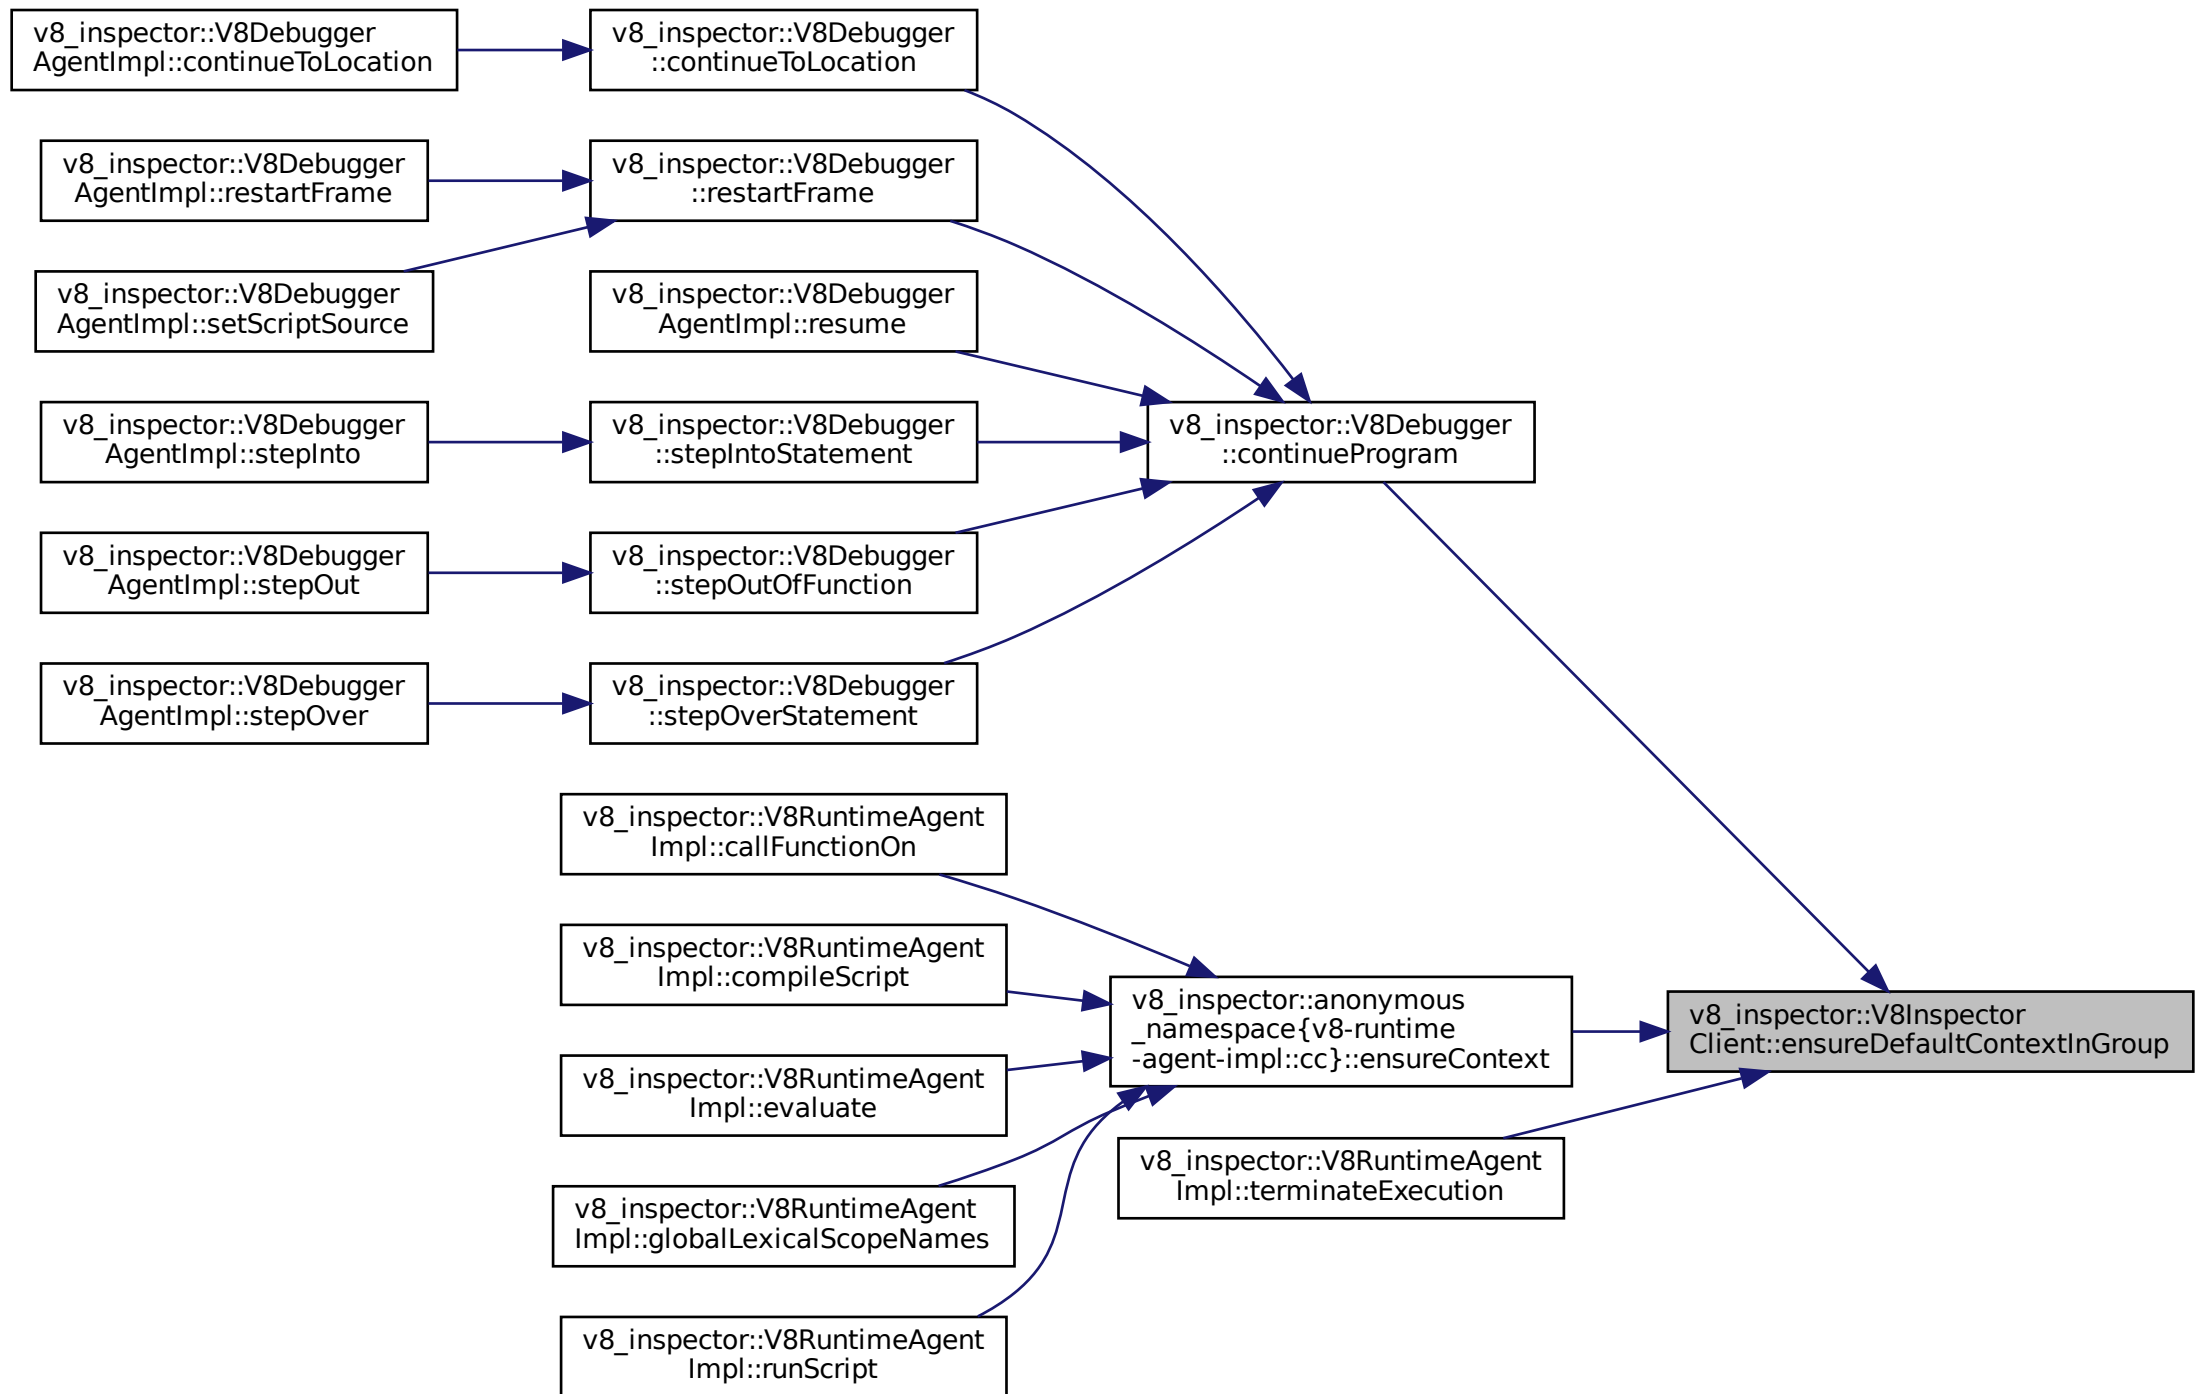 v8_inspector::V8Debugger
AgentImpl::continueToLocation
v8_inspector::V8Debugger
::continueToLocation
v8_inspector::V8Debugger
AgentImpl::restartFrame
v8_inspector::V8Debugger
::restartFrame
v8_inspector::V8Debugger
AgentImpl::setScriptSource
v8_inspector::V8Debugger
AgentImpl::resume
v8_inspector::V8Debugger
AgentImpl::stepInto
v8_inspector::V8Debugger
::stepIntoStatement
v8_inspector::V8Debugger
::continueProgram
v8_inspector::V8Debugger
AgentImpl::stepOut
v8_inspector::V8Debugger
::stepOutOfFunction
v8_inspector::V8Debugger
AgentImpl::stepOver
v8_inspector::V8Debugger
::stepOverStatement
v8_inspector::V8RuntimeAgent
Impl::callFunctionOn
v8_inspector::V8RuntimeAgent
Impl::compileScript
v8_inspector::anonymous
_namespace{v8-runtime
-agent-impl::cc}::ensureContext
v8_inspector::V8Inspector
Client::ensureDefaultContextInGroup
v8_inspector::V8RuntimeAgent
Impl::evaluate
v8_inspector::V8RuntimeAgent
Impl::terminateExecution
v8_inspector::V8RuntimeAgent
Impl::globalLexicalScopeNames
v8_inspector::V8RuntimeAgent
Impl::runScript